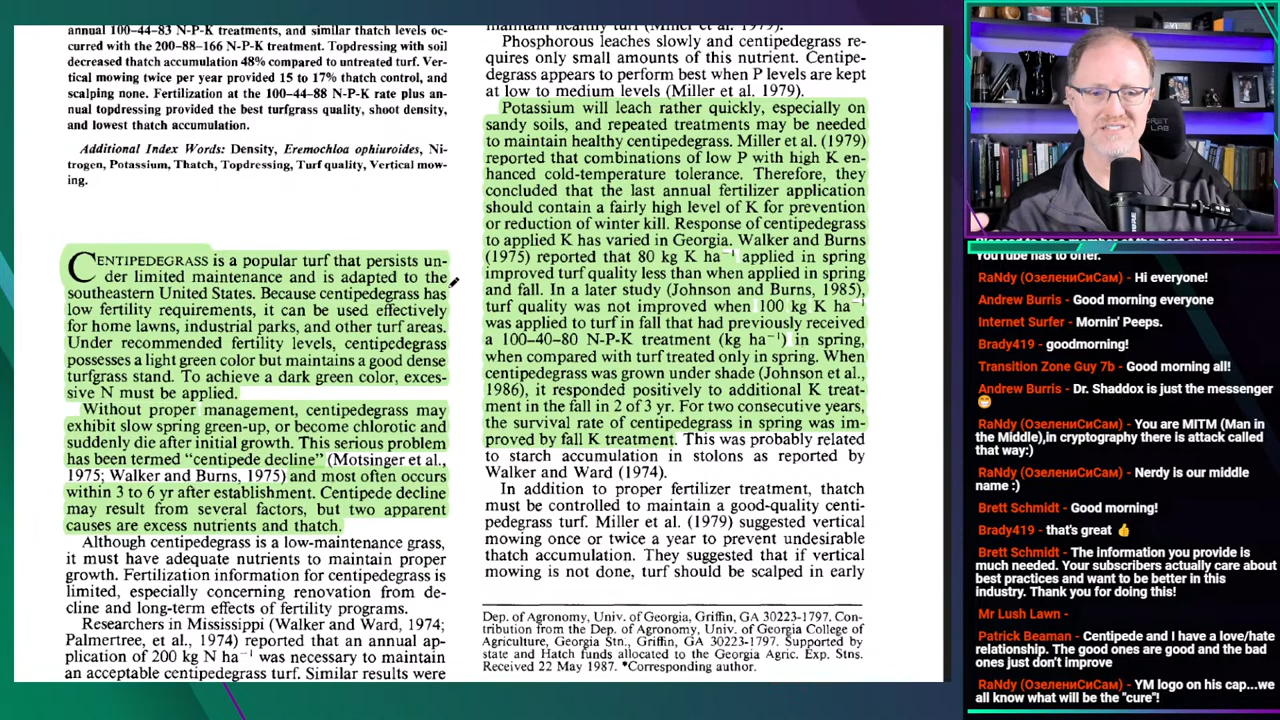 annual 100–44–83 N-P-K treatments, and similar thatch levels oc-
curred with the 200–88–166 N-P-K treatment. Topdressing with soil
decreased thatch accumulation 48% compared to untreated turf. Ver-
tical mowing twice per year provided 15 to 17% thatch control, and
scalping none. Fertilization at the 100–44–88 N-P-K rate plus an-
nual topdressing provided the best turfgrass quality, shoot density,
and lowest thatch accumulation.
Additional Index Words: Density, Eremochloa ophiuroides, Ni-
trogen, Potassium, Thatch, Topdressing, Turf quality, Vertical mow-
ing.
CENTIPEDEGRASS is a popular turf that persists un-
der limited maintenance and is adapted to the
southeastern United States. Because centipedegrass has
low fertility requirements, it can be used effectively
for home lawns, industrial parks, and other turf areas.
Under recommended fertility levels, centipedegrass
possesses a light green color but maintains a good dense
turfgrass stand. To achieve a dark green color, exces-
sive N must be applied.
Without proper management, centipedegrass may
exhibit slow spring green-up, or become chlorotic and
suddenly die after initial growth. This serious problem
has been termed “centipede decline” (Motsinger et al.,
1975; Walker and Burns, 1975) and most often occurs
within 3 to 6 yr after establishment. Centipede decline
may result from several factors, but two apparent
causes are excess nutrients and thatch.
Although centipedegrass is a low-maintenance grass,
it must have adequate nutrients to maintain proper
growth. Fertilization information for centipedegrass is
limited, especially concerning renovation from de-
cline and long-term effects of fertility programs.
Researchers in Mississippi (Walker and Ward, 1974;
Palmertree, et al., 1974) reported that an annual ap-
plication of 200 kg N ha⁻¹ was necessary to maintain
an acceptable centipedegrass turf. Similar results were
maintain healthy turf (Miller et al. 1979).
Phosphorous leaches slowly and centipedegrass re-
quires only small amounts of this nutrient. Centipe-
degrass appears to perform best when P levels are kept
at low to medium levels (Miller et al. 1979).
Potassium will leach rather quickly, especially on
sandy soils, and repeated treatments may be needed
to maintain healthy centipedegrass. Miller et al. (1979)
reported that combinations of low P with high K en-
hanced cold-temperature tolerance. Therefore, they
concluded that the last annual fertilizer application
should contain a fairly high level of K for prevention
or reduction of winter kill. Response of centipedegrass
to applied K has varied in Georgia. Walker and Burns
(1975) reported that 80 kg K ha⁻¹ applied in spring
improved turf quality less than when applied in spring
and fall. In a later study (Johnson and Burns, 1985),
turf quality was not improved when 100 kg K ha⁻¹
was applied to turf in fall that had previously received
a 100–40–80 N-P-K treatment (kg ha⁻¹) in spring,
when compared with turf treated only in spring. When
centipedegrass was grown under shade (Johnson et al.,
1986), it responded positively to additional K treat-
ment in the fall in 2 of 3 yr. For two consecutive years,
the survival rate of centipedegrass in spring was im-
proved by fall K treatment. This was probably related
to starch accumulation in stolons as reported by
Walker and Ward (1974).
In addition to proper fertilizer treatment, thatch
must be controlled to maintain a good-quality centi-
pedegrass turf. Miller et al. (1979) suggested vertical
mowing once or twice a year to prevent undesirable
thatch accumulation. They suggested that if vertical
mowing is not done, turf should be scalped in early
Dep. of Agronomy, Univ. of Georgia, Griffin, GA 30223-1797. Con-
tribution from the Dep. of Agronomy, Univ. of Georgia College of
Agriculture, Georgia Stn., Griffin, GA 30223-1797. Supported by
state and Hatch funds allocated to the Georgia Agric. Exp. Stns.
Received 22 May 1987. *Corresponding author.
YouTube has to offer.
RaNdy (ОзелениСиСам) - Hi everyone!
Andrew Burris - Good morning everyone
Internet Surfer - Mornin' Peeps.
Brady419 - goodmorning!
Transition Zone Guy 7b - Good morning all!
Andrew Burris - Dr. Shaddox is just the messenger
😁
RaNdy (ОзелениСиСам) - You are MITM (Man in
the Middle),in cryptography there is attack called
that way:)
RaNdy (ОзелениСиСам) - Nerdy is our middle
name :)
Brett Schmidt - Good morning!
Brady419 - that's great 👍
Brett Schmidt - The information you provide is
much needed. Your subscribers actually care about
best practices and want to be better in this
industry. Thank you for doing this!
Mr Lush Lawn -
Patrick Beaman - Centipede and I have a love/hate
relationship. The good ones are good and the bad
ones just don't improve
RaNdy (ОзелениСиСам) - YM logo on his cap...we
all know what will be the "cure"!